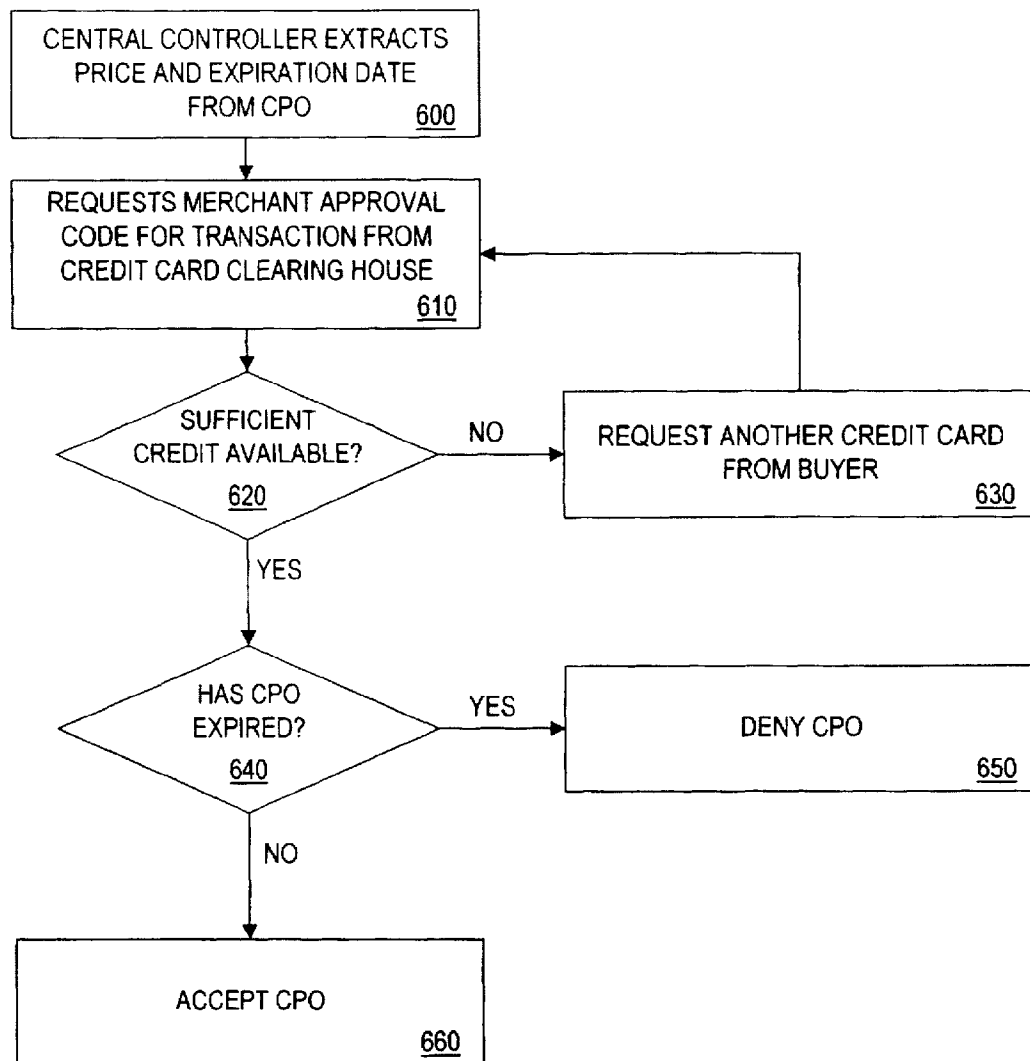 CENTRAL CONTROLLER EXTRACTS
PRICE AND EXPIRATION DATE
FROM CPO
600
REQUESTS MERCHANT APPROVAL
CODE FOR TRANSACTION FROM
CREDIT CARD CLEARING HOUSE
610
SUFFICIENT
CREDIT AVAILABLE?
620
NO
REQUEST ANOTHER CREDIT CARD
FROM BUYER
630
YES
HAS CPO
EXPIRED?
640
YES
DENY CPO
650
NO
ACCEPT CPO
660